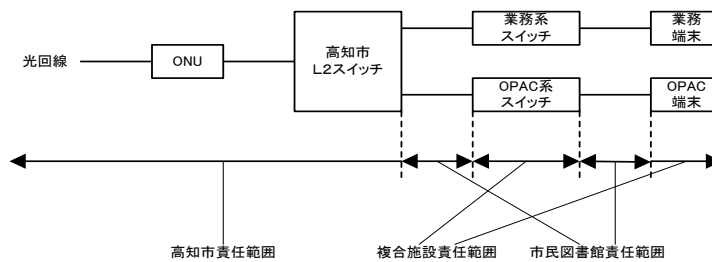 光回線
ONU
高知市
L2スイッチ
業務系
スイッチ
業務
端末
OPAC系
スイッチ
OPAC
端末
高知市責任範囲
複合施設責任範囲
市民図書館責任範囲